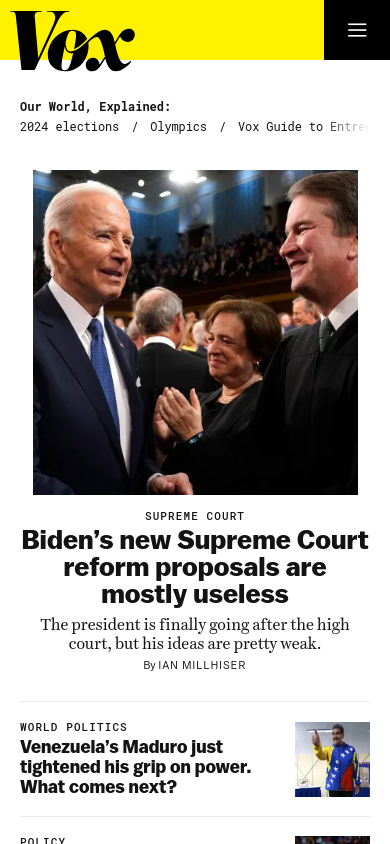 Vox
Our World, Explained:
2024 elections / Olympics / Vox Guide to Entre
SUPREME COURT
Biden’s new Supreme Court
reform proposals are
mostly useless
The president is finally going after the high
court, but his ideas are pretty weak.
By IAN MILLHISER
WORLD POLITICS
Venezuela’s Maduro just
tightened his grip on power.
What comes next?
POLICY